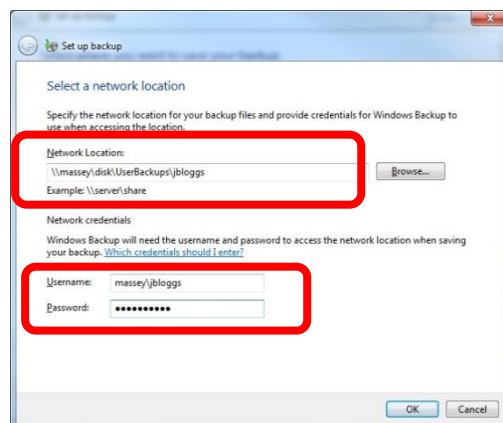 Set up backup
Select a network location
Specify the network location for your backup files and provide credentials for Windows Backup to
use when accessing the location.
Network Location:
\\massey\disk\UserBackups\jbloggs
Browse...
Example: \\server\share
Network credentials
Windows Backup will need the username and password to access the network location when saving
your backup. Which credentials should I enter?
Username: massey\jbloggs
Password: ●●●●●●●●●●
OK Cancel